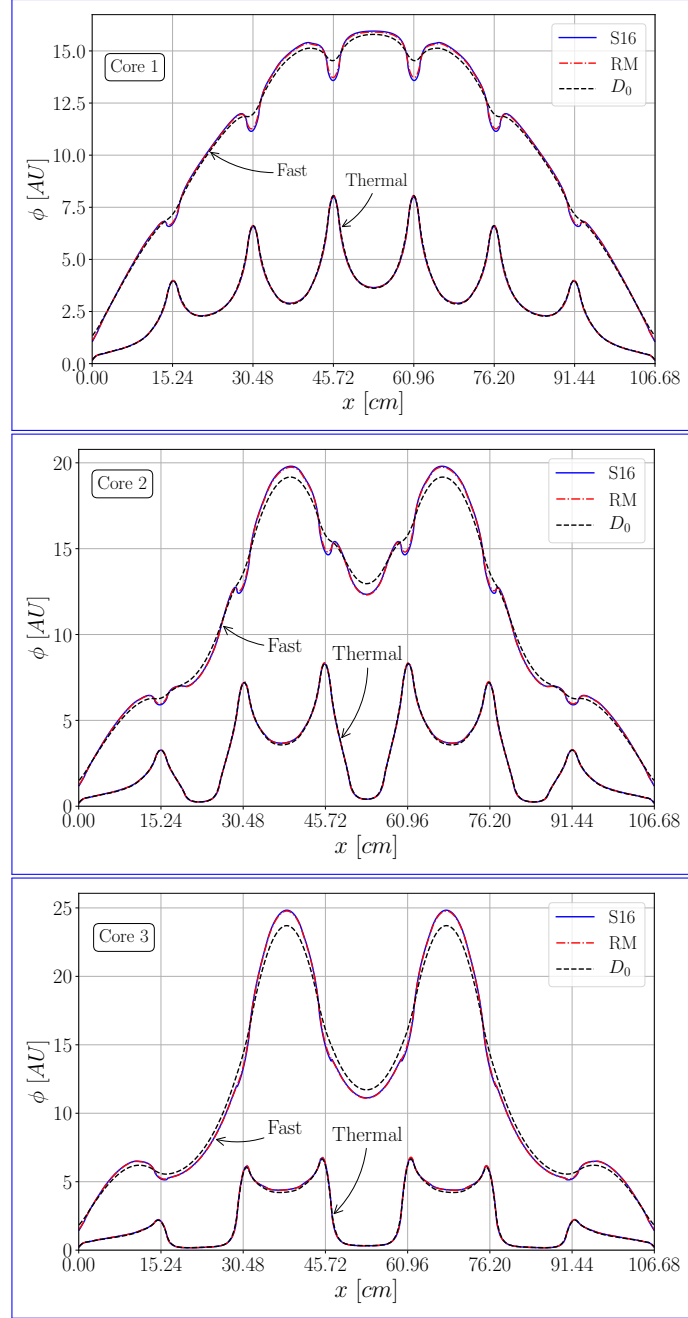 15.0
12.5
10.0
7.5
5.0
2.5
0.0
ϕ [AU]
Core 1
S16
RM
D₀
Fast
Thermal
0.00 15.24 30.48 45.72 60.96 76.20 91.44 106.68
x [cm]
20
15
10
5
0
ϕ [AU]
Core 2
S16
RM
D₀
Fast
Thermal
0.00 15.24 30.48 45.72 60.96 76.20 91.44 106.68
x [cm]
25
20
15
10
5
0
ϕ [AU]
Core 3
S16
RM
D₀
Fast
Thermal
0.00 15.24 30.48 45.72 60.96 76.20 91.44 106.68
x [cm]